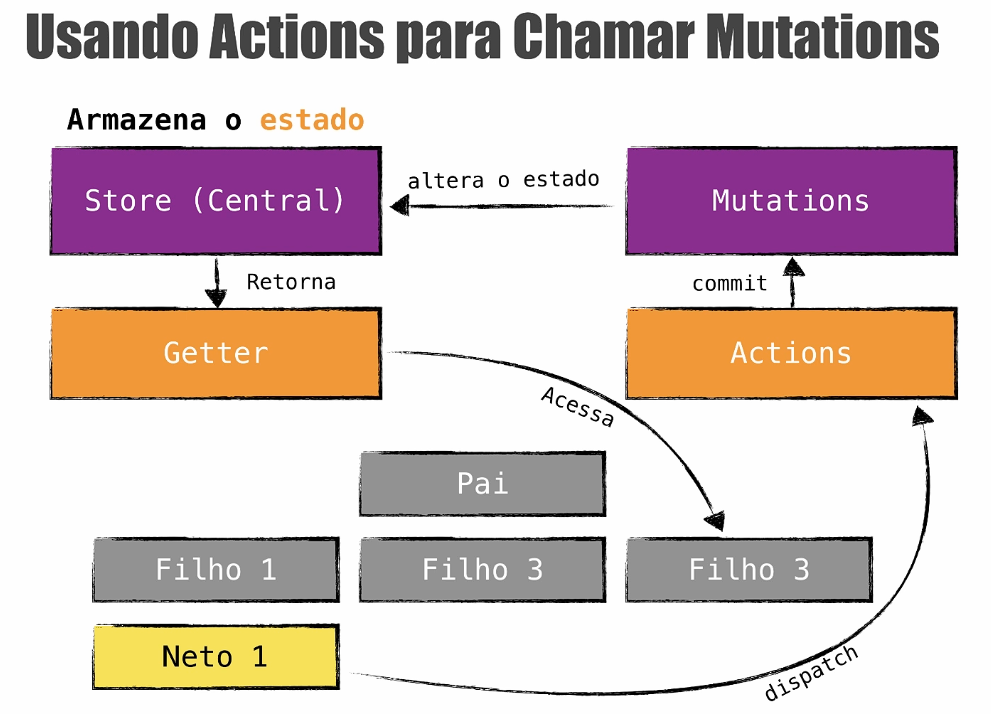 Usando Actions para Chamar Mutations
Armazena o estado
Store (Central)
altera o estado
Mutations
Retorna
commit
Getter
Actions
Acessa
Pai
Filho 1
Filho 3
Filho 3
Neto 1
dispatch